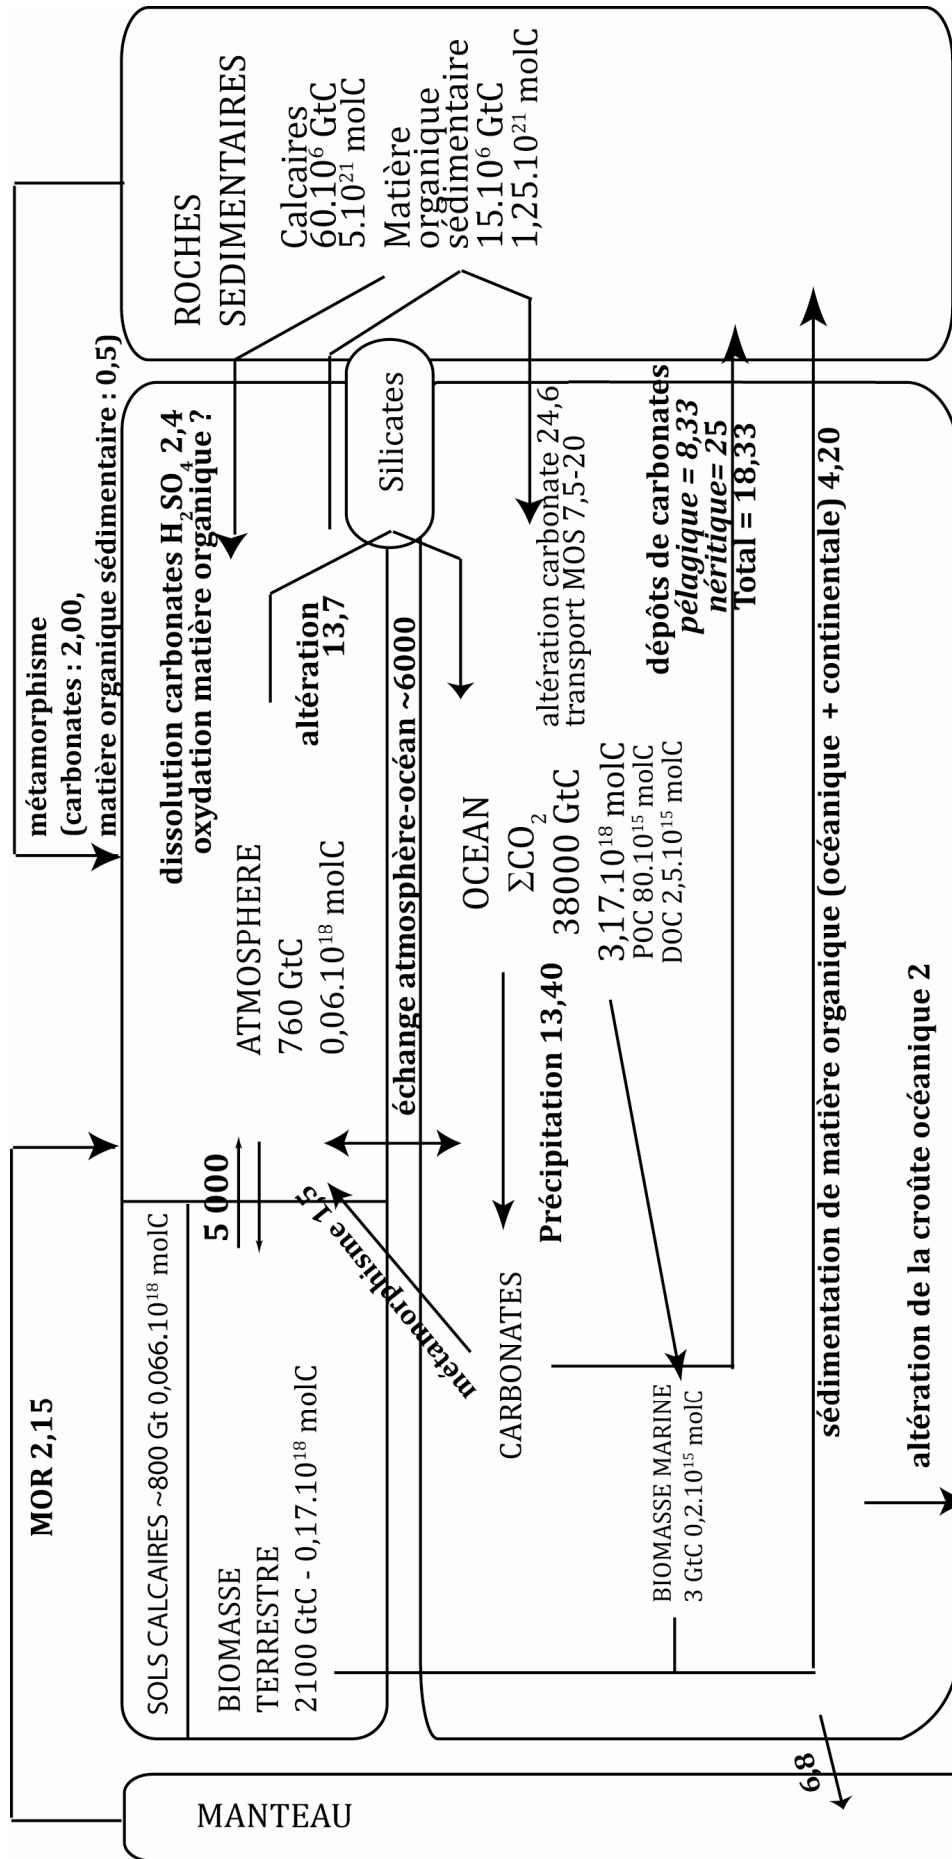 MOR 2,15
métamorphisme
(carbonates : 2,00,
matière organique sédimentaire : 0,5)
MANTEAU
SOLS CALCAIRES ~800 Gt 0,066.10¹⁸ molC
BIOMASSE
TERRESTRE
2100 GtC - 0,17.10¹⁸ molC
5 000
ATMOSPHERE
760 GtC
0,06.10¹⁸ molC
dissolution carbonates H₂SO₄ 2,4
oxydation matière organique ?
altération
13,7
Silicates
échange atmosphère-océan ~6000
métamorphisme 1,5
ROCHES
SEDIMENTAIRES
Calcaires
60.10⁶ GtC
5.10²¹ molC
Matière
organique
sédimentaire
15.10⁶ GtC
1,25.10²¹ molC
OCEAN
ΣCO₂
38000 GtC
3,17.10¹⁸ molC
POC 80.10¹⁵ molC
DOC 2,5.10¹⁵ molC
altération carbonate 24,6
transport MOS 7,5-20
CARBONATES
Précipitation 13,40
dépôts de carbonates
pélagique = 8,33
néritique= 25
Total = 18,33
BIOMASSE MARINE
3 GtC 0,2.10¹⁵ molC
sédimentation de matière organique (océanique + continentale) 4,20
6,8
altération de la croûte océanique 2